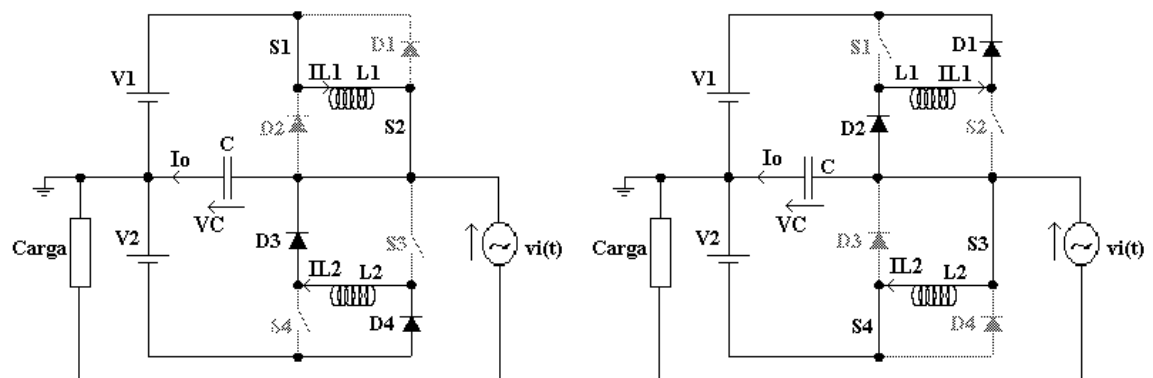 S1
D1
V1
IL1
L1
D2
S2
Io
C
VC
Carga
V2
D3
S3
IL2
L2
S4
D4
vi(t)
S1
D1
V1
L1
IL1
D2
S2
Io
C
VC
Carga
V2
D3
S3
IL2
L2
S4
D4
vi(t)